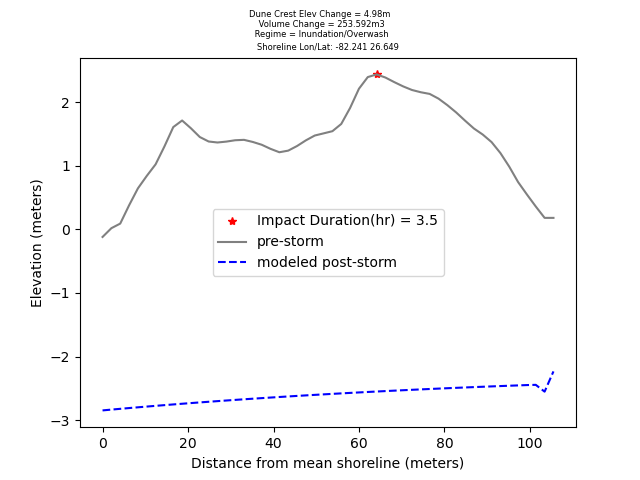 Dune Crest Elev Change = 4.98m
Volume Change = 253.592m3
Regime = Inundation/Overwash
Shoreline Lon/Lat: -82.241 26.649
2
1
0
−1
−2
−3
Elevation (meters)
Impact Duration(hr) = 3.5
pre-storm
modeled post-storm
0 20 40 60 80 100
Distance from mean shoreline (meters)